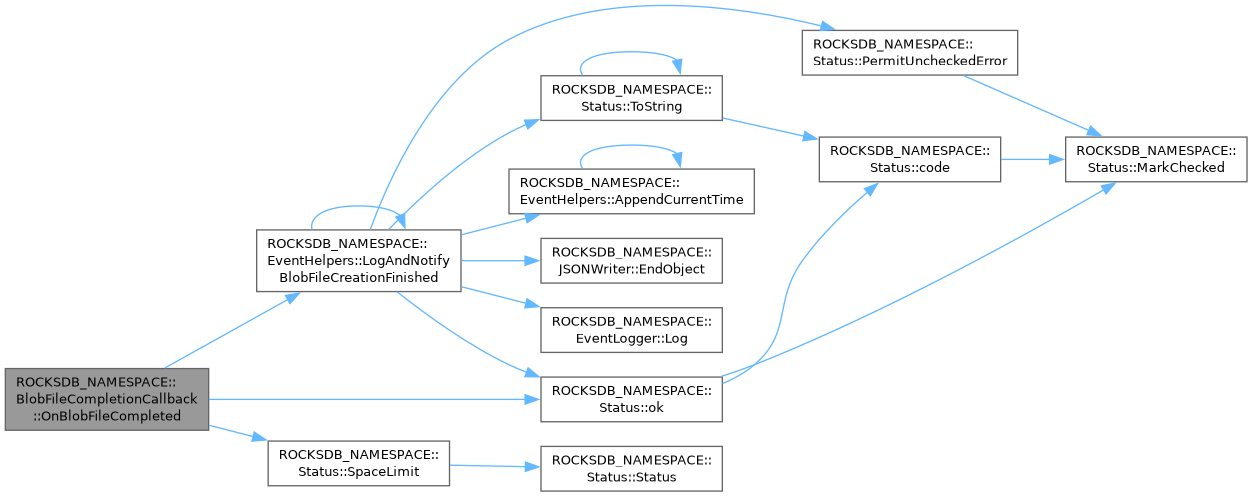 ROCKSDB_NAMESPACE::
Status::PermitUncheckedError
ROCKSDB_NAMESPACE::
Status::ToString
ROCKSDB_NAMESPACE::
Status::code
ROCKSDB_NAMESPACE::
Status::MarkChecked
ROCKSDB_NAMESPACE::
EventHelpers::AppendCurrentTime
ROCKSDB_NAMESPACE::
EventHelpers::LogAndNotify
BlobFileCreationFinished
ROCKSDB_NAMESPACE::
JSONWriter::EndObject
ROCKSDB_NAMESPACE::
EventLogger::Log
ROCKSDB_NAMESPACE::
BlobFileCompletionCallback
::OnBlobFileCompleted
ROCKSDB_NAMESPACE::
Status::ok
ROCKSDB_NAMESPACE::
Status::SpaceLimit
ROCKSDB_NAMESPACE::
Status::Status